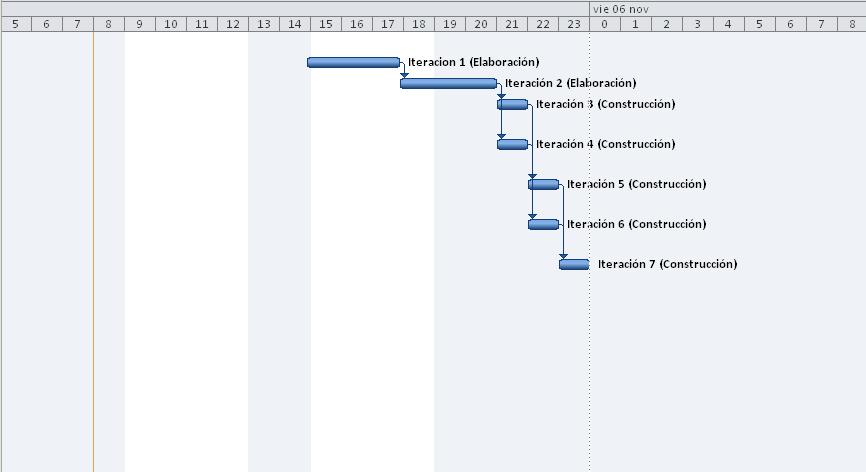 vie 06 nov
5 6 7 8 9 10 11 12 13 14 15 16 17 18 19 20 21 22 23 0 1 2 3 4 5 6 7 8
Iteracion 1 (Elaboración)
Iteración 2 (Elaboración)
Iteración 3 (Construcción)
Iteración 4 (Construcción)
Iteración 5 (Construcción)
Iteración 6 (Construcción)
Iteración 7 (Construcción)